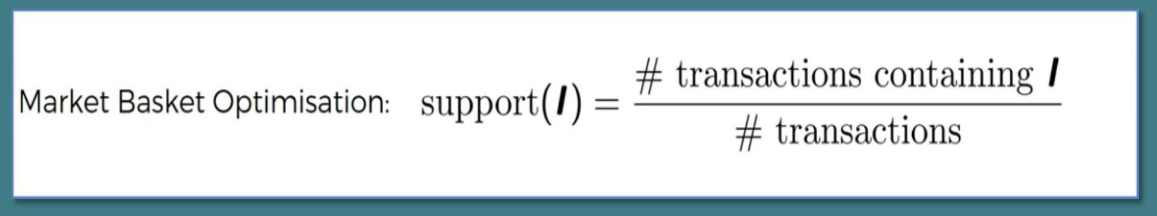 Market Basket Optimisation: support(I) = # transactions containing I / # transactions